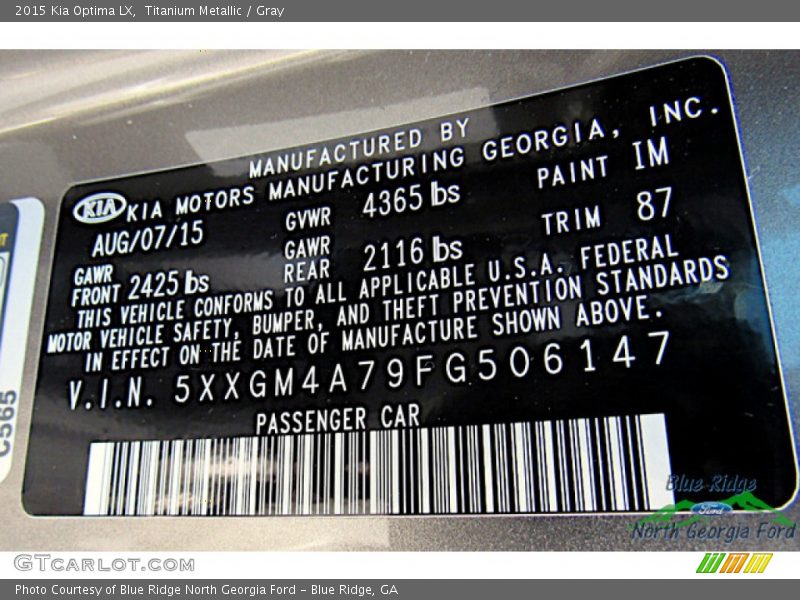 2015 Kia Optima LX, Titanium Metallic / Gray
MANUFACTURED BY
KIA KIA MOTORS MANUFACTURING GEORGIA, INC.
AUG/07/15 GVWR 4365 lbs PAINT IM
GAWR FRONT 2425 lbs GAWR REAR 2116 lbs TRIM 87
THIS VEHICLE CONFORMS TO ALL APPLICABLE U.S.A. FEDERAL
MOTOR VEHICLE SAFETY, BUMPER, AND THEFT PREVENTION STANDARDS
IN EFFECT ON THE DATE OF MANUFACTURE SHOWN ABOVE.
V.I.N. 5XXGM4A79FG506147
PASSENGER CAR
C565
Blue Ridge
Ford
North Georgia Ford
GTCARLOT.COM
Photo Courtesy of Blue Ridge North Georgia Ford – Blue Ridge, GA